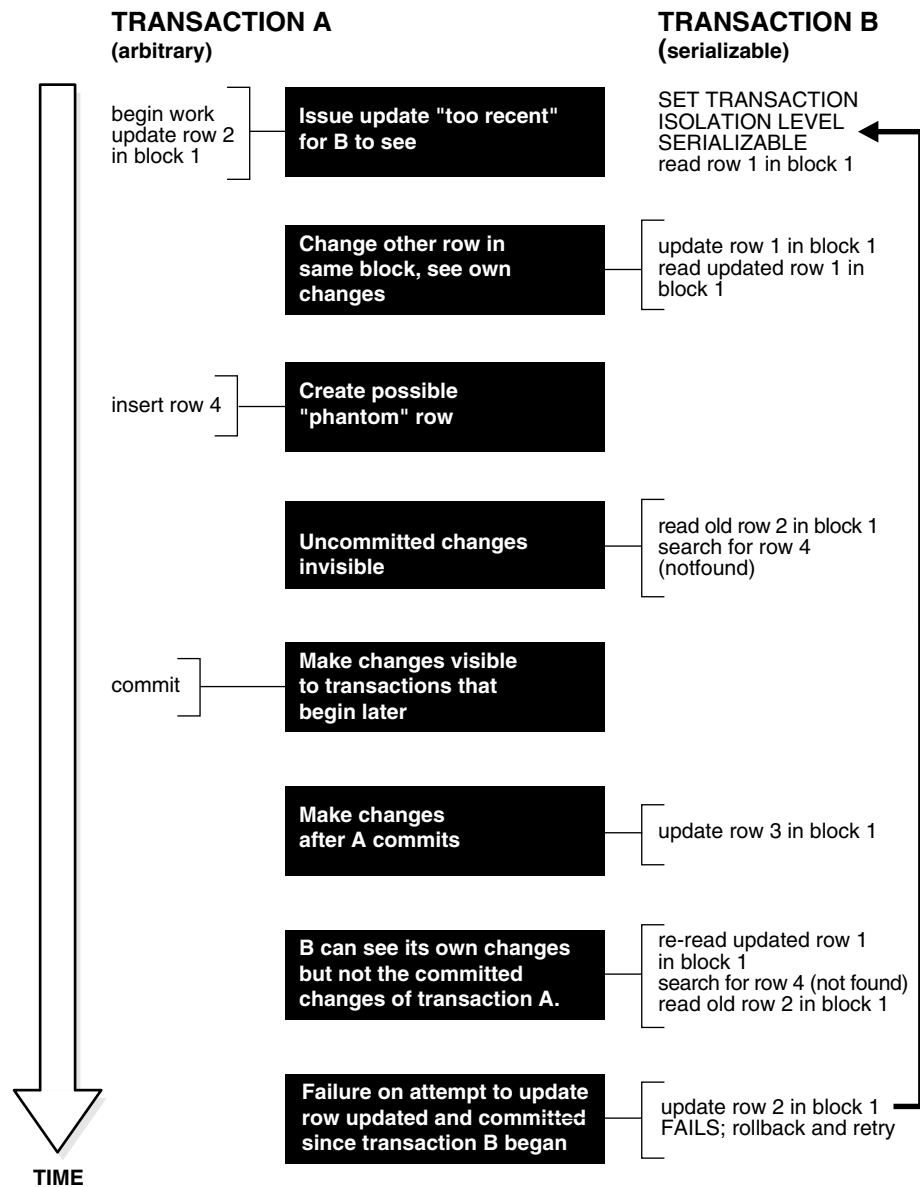 TRANSACTION A
(arbitrary)
TRANSACTION B
(serializable)
begin work
update row 2
in block 1
Issue update "too recent"
for B to see
SET TRANSACTION
ISOLATION LEVEL
SERIALIZABLE
read row 1 in block 1
Change other row in
same block, see own
changes
update row 1 in block 1
read updated row 1 in
block 1
insert row 4
Create possible
"phantom" row
Uncommitted changes
invisible
read old row 2 in block 1
search for row 4
(notfound)
commit
Make changes visible
to transactions that
begin later
Make changes
after A commits
update row 3 in block 1
B can see its own changes
but not the committed
changes of transaction A.
re-read updated row 1
in block 1
search for row 4 (not found)
read old row 2 in block 1
Failure on attempt to update
row updated and committed
since transaction B began
update row 2 in block 1
FAILS; rollback and retry
TIME